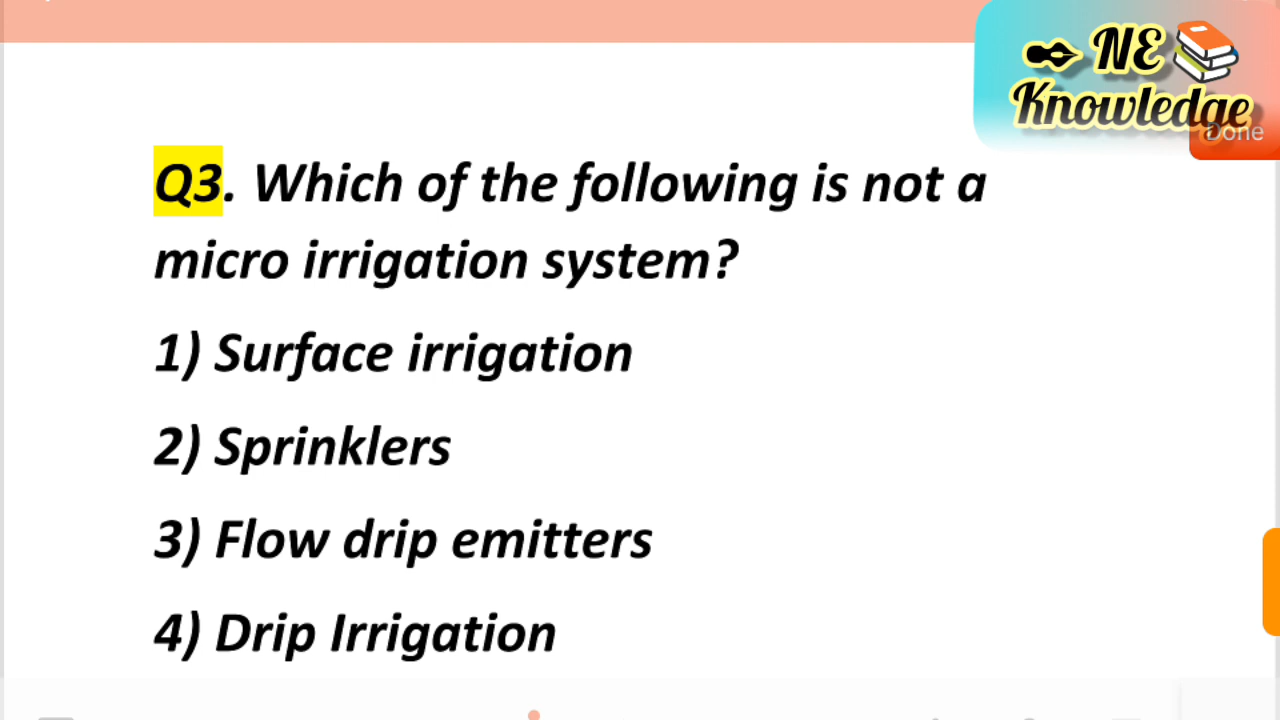 NE
Knowledge
Done
Q3. Which of the following is not a
micro irrigation system?
1) Surface irrigation
2) Sprinklers
3) Flow drip emitters
4) Drip Irrigation